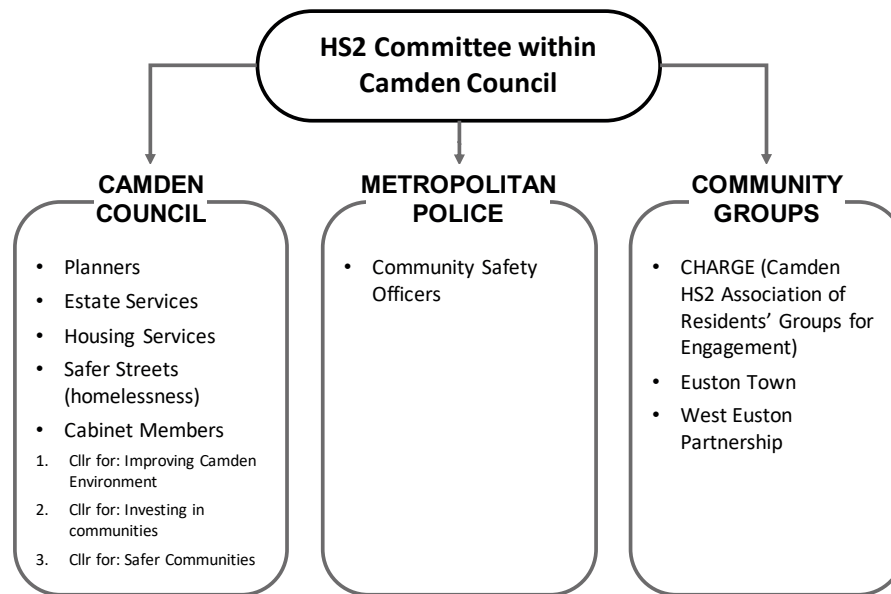 HS2 Committee within
Camden Council
CAMDEN
COUNCIL
• Planners
• Estate Services
• Housing Services
• Safer Streets
(homelessness)
• Cabinet Members
1. Cllr for: Improving Camden
Environment
2. Cllr for: Investing in
communities
3. Cllr for: Safer Communities
METROPOLITAN
POLICE
• Community Safety
Officers
COMMUNITY
GROUPS
• CHARGE (Camden
HS2 Association of
Residents’ Groups for
Engagement)
• Euston Town
• West Euston
Partnership